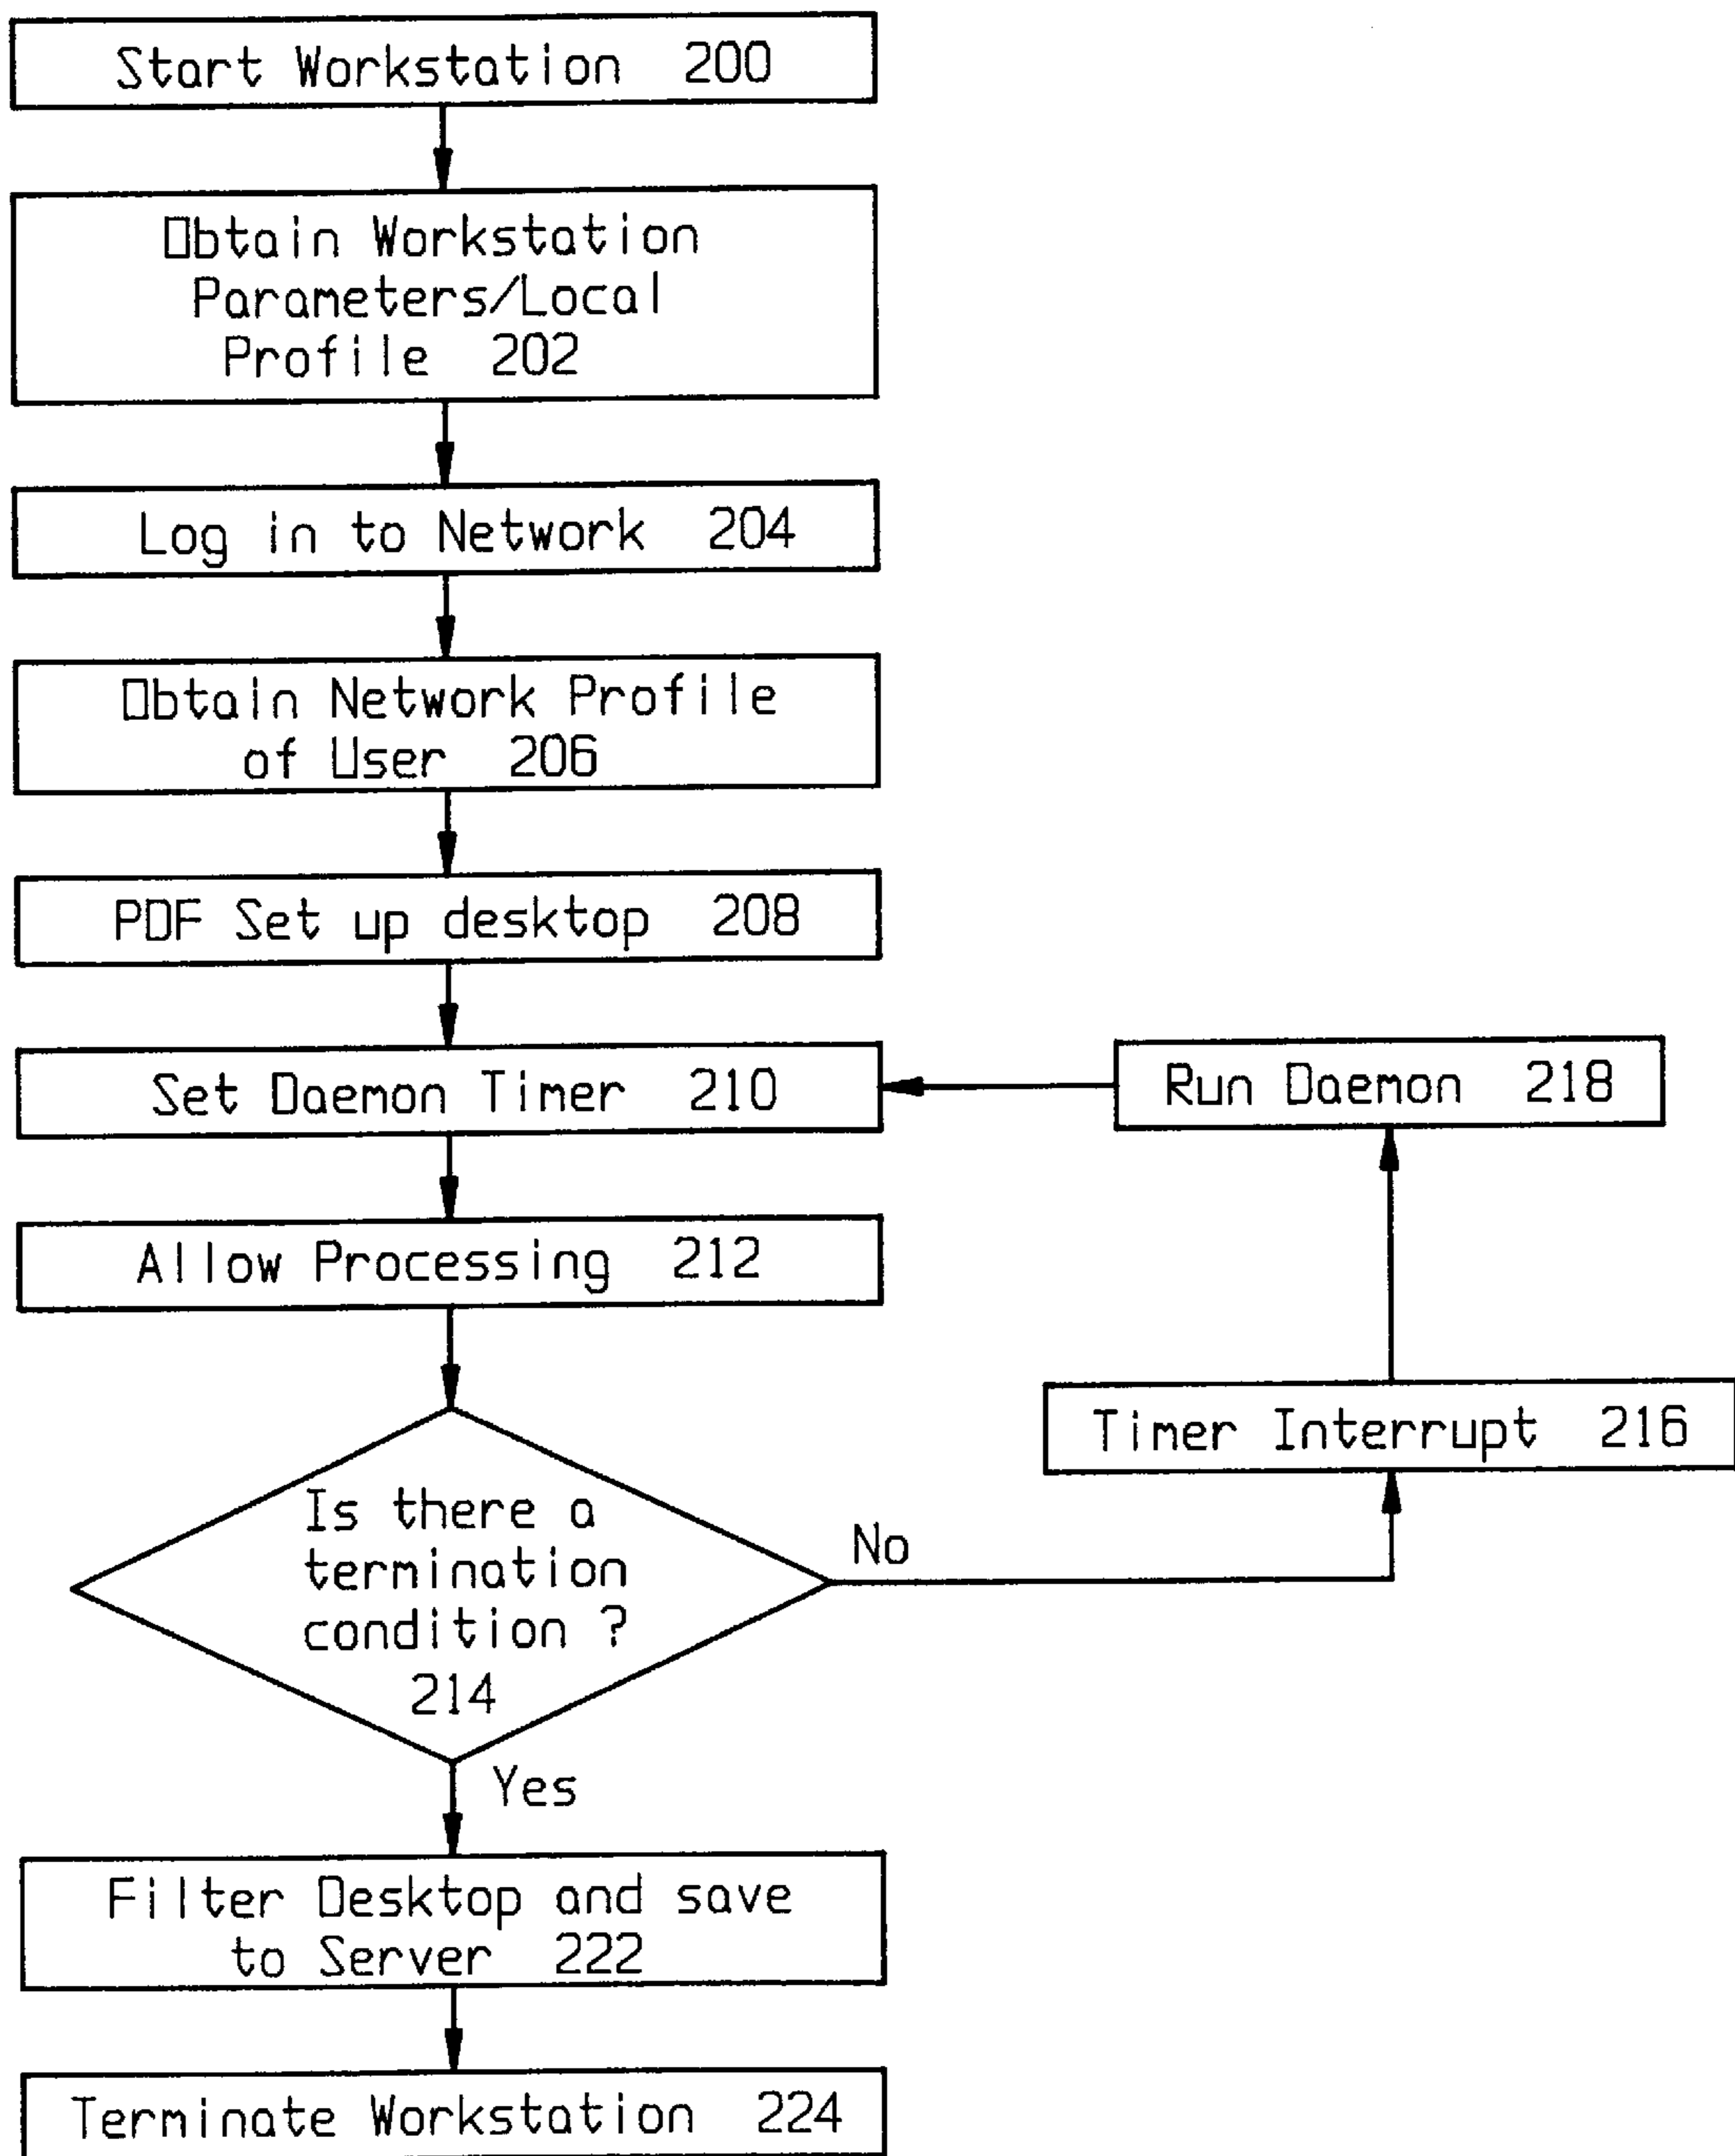 Start Workstation 200
Obtain Workstation
Parameters/Local
Profile 202
Log in to Network 204
Obtain Network Profile
of User 206
PDF Set up desktop 208
Set Daemon Timer 210
Run Daemon 218
Allow Processing 212
Timer Interrupt 216
Is there a
termination
condition ?
214
No
Yes
Filter Desktop and save
to Server 222
Terminate Workstation 224